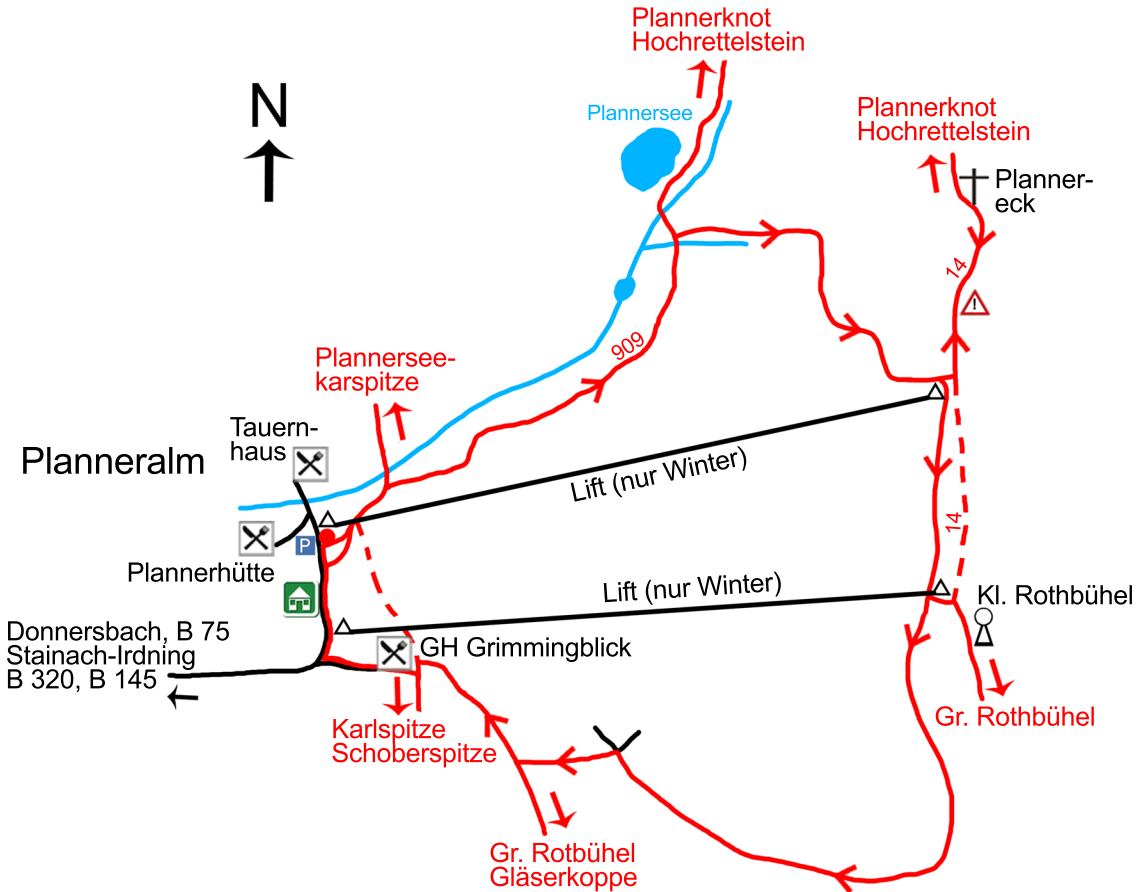 Plannerknot
Hochrettelstein
N
Plannersee
Plannerknot
Hochrettelstein
Planner-
eck
14
!
909
Plannersee-
karspitze
Tauern-
haus
Planneralm
Lift (nur Winter)
14
P
Plannerhütte
Lift (nur Winter)
Kl. Rothbühel
Donnersbach, B 75
Stainach-Irdning
B 320, B 145
GH Grimmingblick
Karlspitze
Schoberspitze
Gr. Rothbühel
Gr. Rotbühel
Gläserkoppe